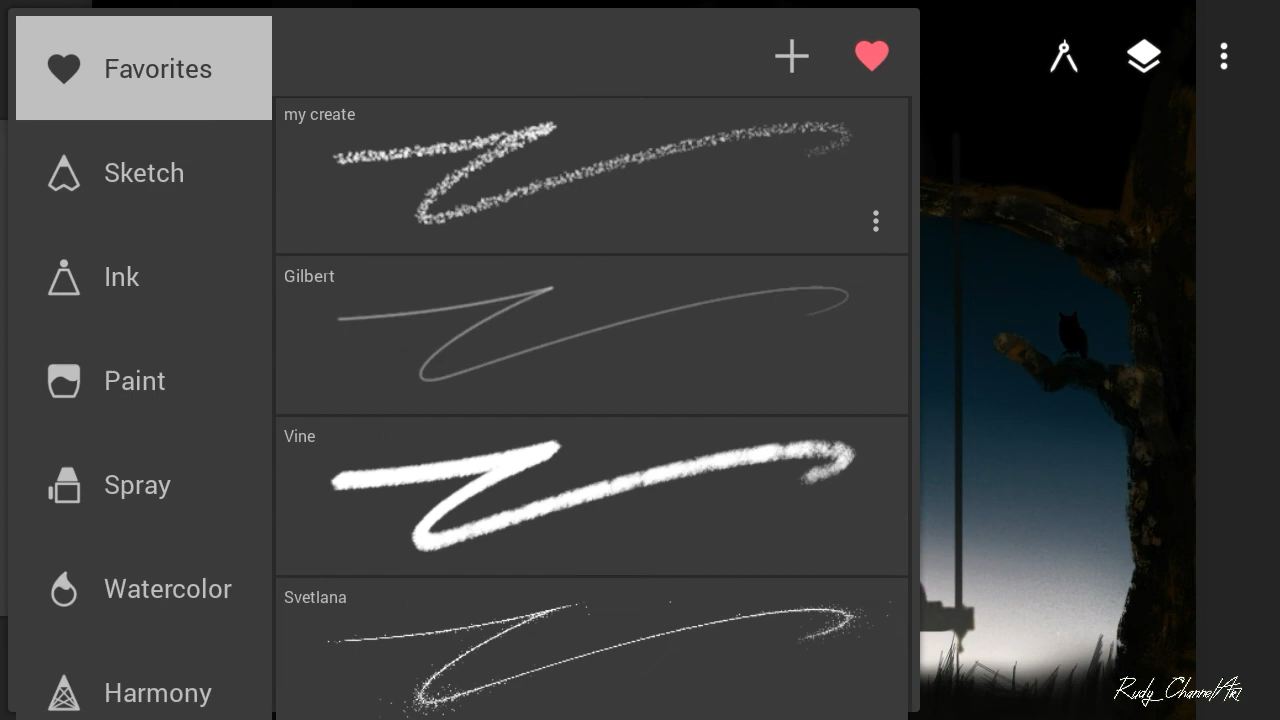 Favorites
Sketch
Ink
Paint
Spray
Watercolor
Harmony
my create
Gilbert
Vine
Svetlana
Rudy_ChannelArt